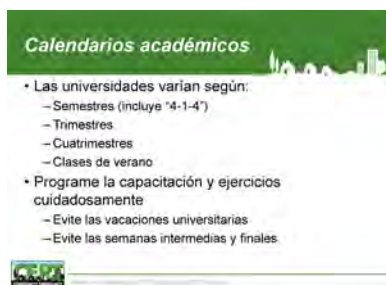 Calendarios académicos
• Las universidades varían según:
– Semestres (incluye “4-1-4”)
– Trimestres
– Cuatrimestres
– Clases de verano
• Programe la capacitación y ejercicios
cuidadosamente
– Evite las vacaciones universitarias
– Evite las semanas intermedias y finales